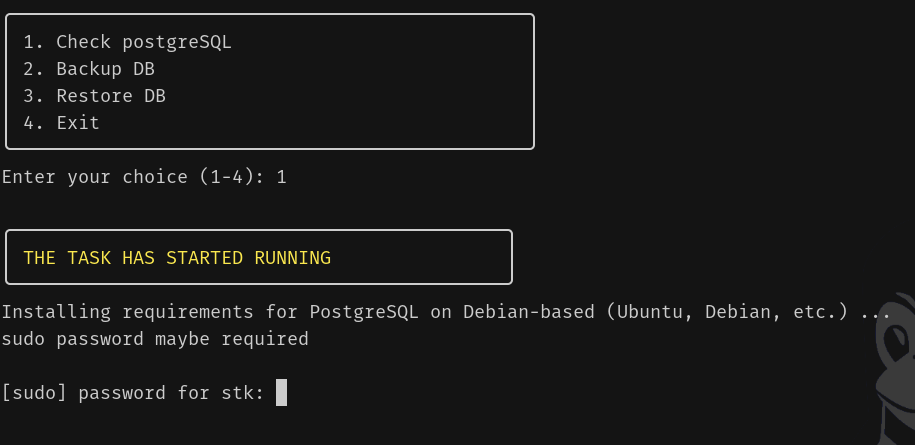 1. Check postgreSQL
2. Backup DB
3. Restore DB
4. Exit
Enter your choice (1-4): 1
THE TASK HAS STARTED RUNNING
Installing requirements for PostgreSQL on Debian-based (Ubuntu, Debian, etc.) ...
sudo password maybe required
[sudo] password for stk: